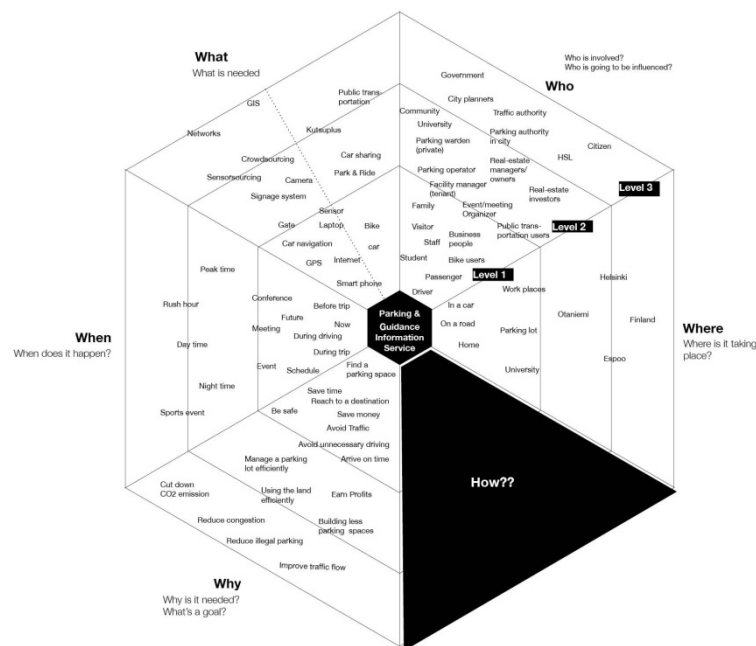 What
What is needed
GIS
Networks
Public trans-
portation
Kutsuplus
Crowdsourcing
Sensorsourcing
Camera
Signage system
Car sharing
Park & Ride
Sensor
Gate
Laptop
Bike
Car navigation
car
GPS
Internet
Smart phone
Who is involved?
Who is going to be influenced?
Who
Government
City planners
Traffic authority
Community
University
Parking warden
(private)
Parking authority
in city
Citizen
HSL
Parking operator
Real-estate
managers/
owners
Facility manager
(tenant)
Real-estate
investors
Level 3
Family
Event/meeting
Organizer
Visitor
Public trans-
portation users
Level 2
Staff
Business
people
Student
Bike users
Passenger
Level 1
Driver
Parking &
Guidance
Information
Service
Where
Where is it taking
place?
Work places
In a car
On a road
Home
Parking lot
University
Otaniemi
Helsinki
Finland
Espoo
When
When does it happen?
Peak time
Rush hour
Day time
Night time
Sports event
Conference
Before trip
Future
Meeting
Now
During driving
During trip
Event
Schedule
Find a
parking space
Save time
Reach to a destination
Be safe
Save money
Avoid Traffic
Avoid unnecessary driving
Manage a parking
lot efficiently
Arrive on time
Cut down
CO2 emission
Using the land
efficiently
Earn Profits
Reduce congestion
Building less
parking spaces
Reduce illegal parking
Improve traffic flow
Why
Why is it needed?
What's a goal?
How??